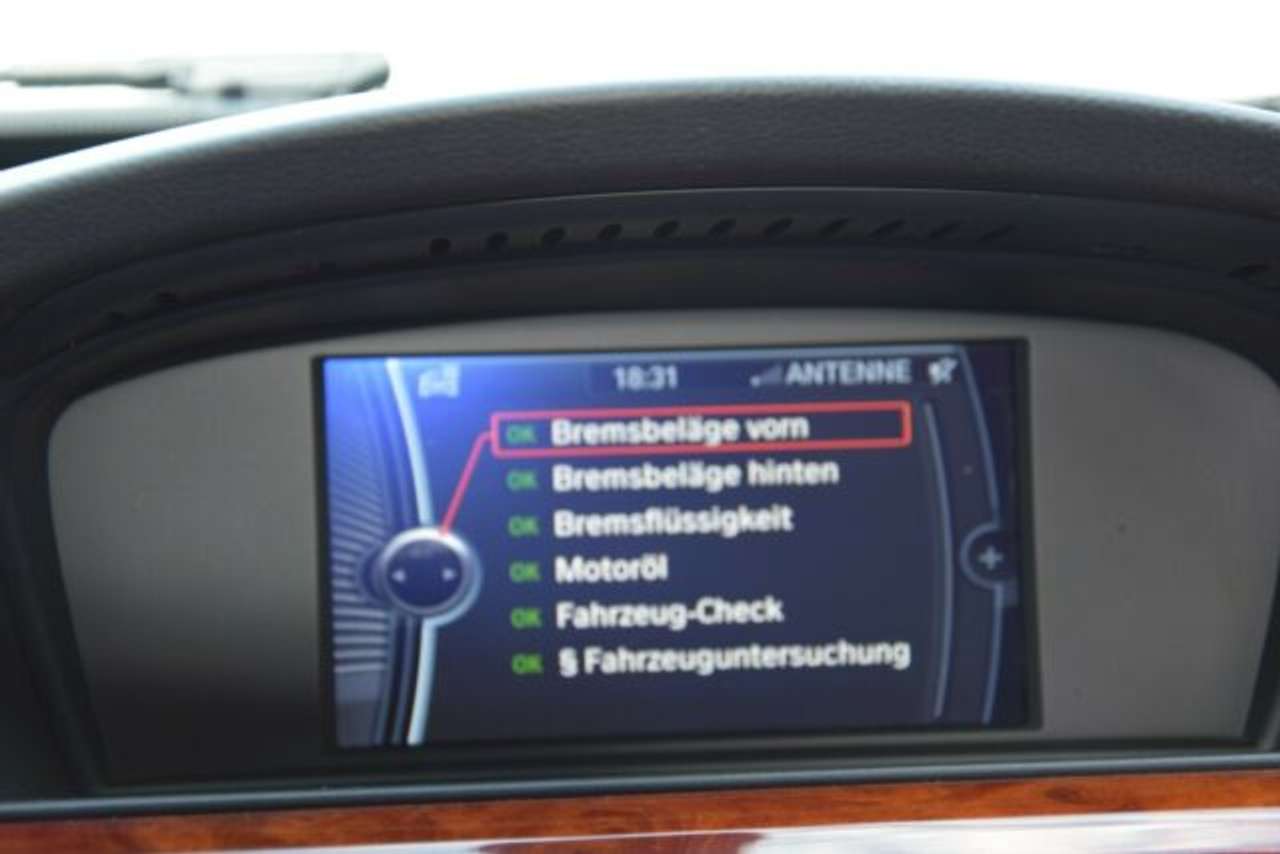 18:31 ANTENNE
OK Bremsbeläge vorn
OK Bremsbeläge hinten
OK Bremsflüssigkeit
OK Motoröl
OK Fahrzeug-Check
OK § Fahrzeuguntersuchung